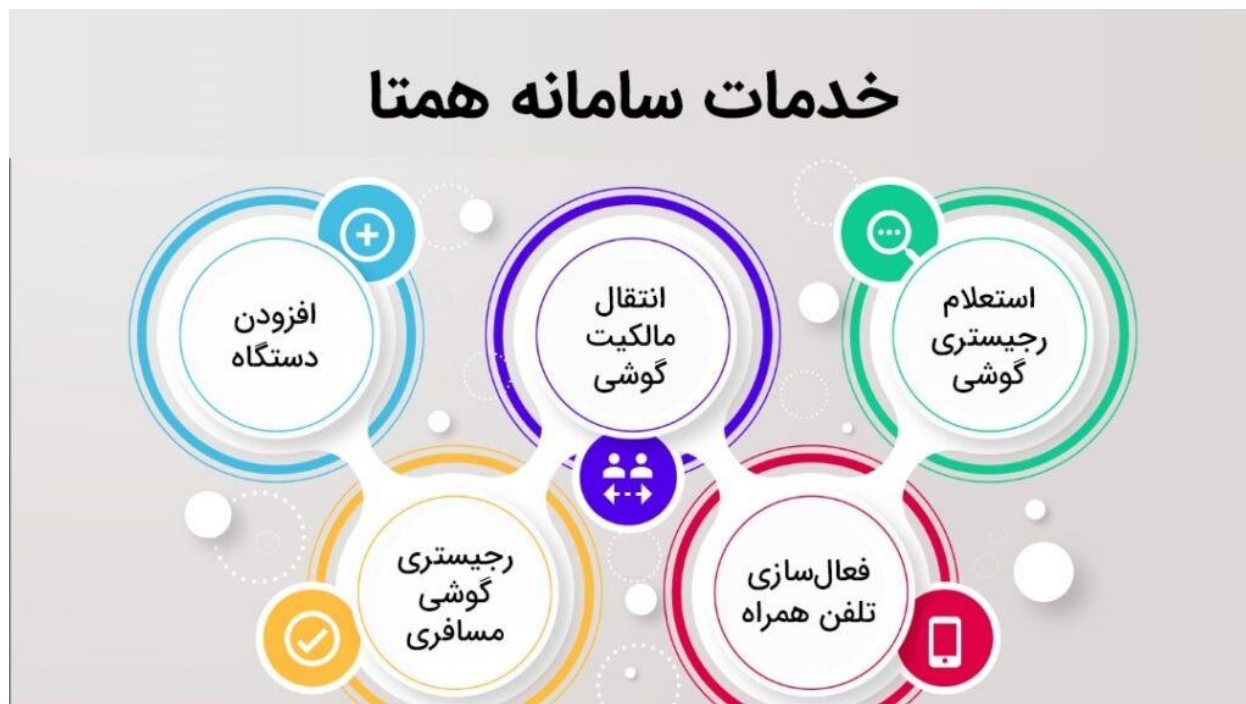 خدمات سامانه همتا
استعلام
رجیستری
گوشی
فعال‌سازی
تلفن همراه
انتقال
مالکیت
گوشی
رجیستری
گوشی
مسافری
افزودن
دستگاه